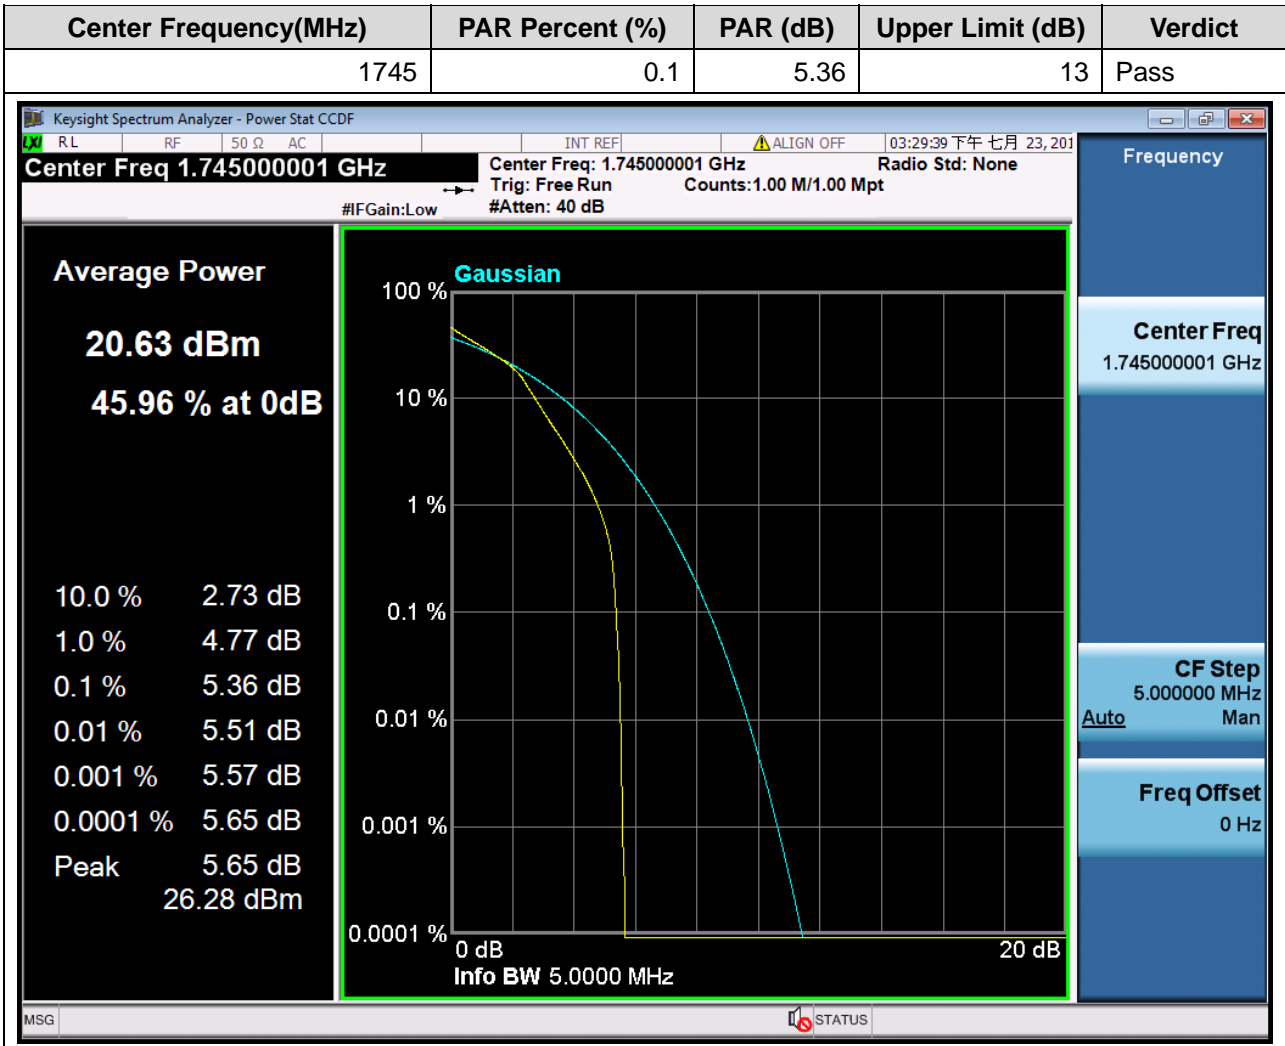 Center Frequency(MHz) PAR Percent (%) PAR (dB) Upper Limit (dB) Verdict
1745 0.1 5.36 13 Pass
Keysight Spectrum Analyzer - Power Stat CCDF
LXI RL RF 50 Ω AC INT REF ALIGN OFF 03:29:39 下午 七月 23, 201
Center Freq 1.745000001 GHz
Center Freq: 1.745000001 GHz Radio Std: None
Trig: Free Run Counts:1.00 M/1.00 Mpt
#IFGain:Low #Atten: 40 dB
Average Power
20.63 dBm
45.96 % at 0dB
10.0 % 2.73 dB
1.0 % 4.77 dB
0.1 % 5.36 dB
0.01 % 5.51 dB
0.001 % 5.57 dB
0.0001 % 5.65 dB
Peak 5.65 dB
26.28 dBm
Gaussian
100 %
10 %
1 %
0.1 %
0.01 %
0.001 %
0.0001 %
0 dB 20 dB
Info BW 5.0000 MHz
Frequency
Center Freq
1.745000001 GHz
CF Step
5.000000 MHz
Auto Man
Freq Offset
0 Hz
MSG STATUS